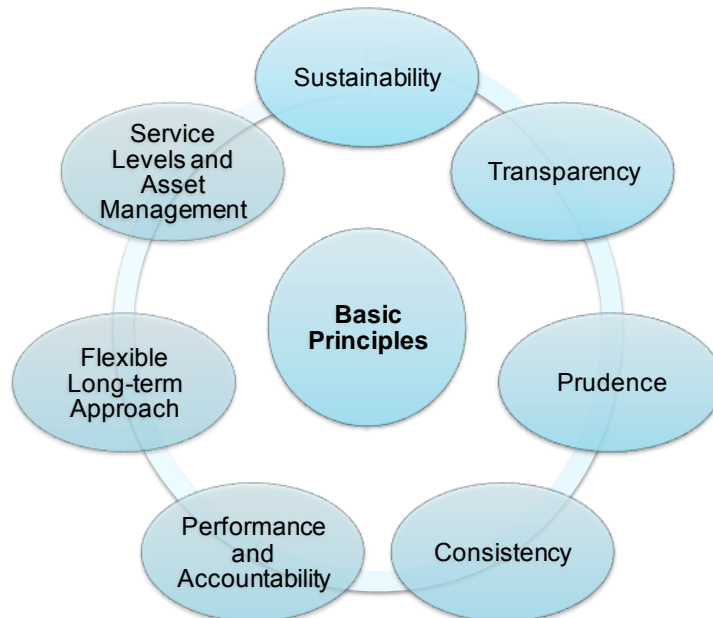 Sustainability
Transparency
Prudence
Consistency
Performance
and
Accountability
Flexible
Long-term
Approach
Service
Levels and
Asset
Management
Basic
Principles